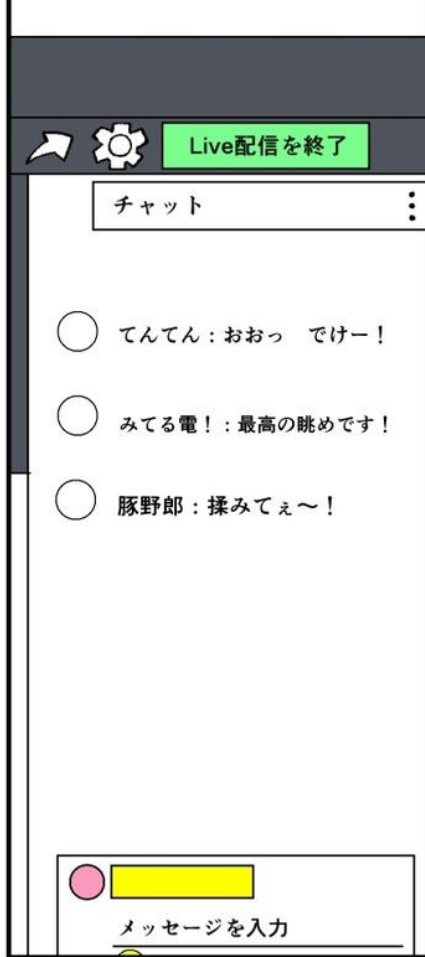 Live配信を終了
チャット
てんてん：おおっ　でけー！
みてる電！：最高の眺めです！
豚野郎：揉みてぇ〜！
メッセージを入力